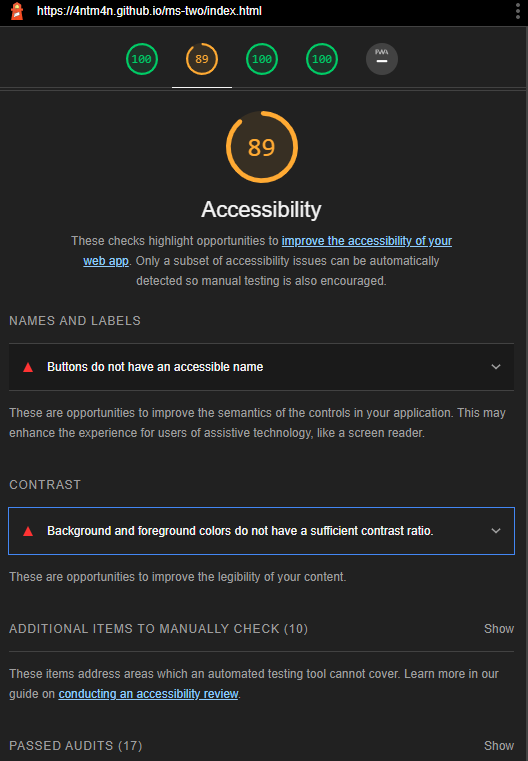 https://4ntm4n.github.io/ms-two/index.html
100
89
100
100
PWA
89
Accessibility
These checks highlight opportunities to improve the accessibility of your
web app. Only a subset of accessibility issues can be automatically
detected so manual testing is also encouraged.
NAMES AND LABELS
Buttons do not have an accessible name
These are opportunities to improve the semantics of the controls in your application. This may
enhance the experience for users of assistive technology, like a screen reader.
CONTRAST
Background and foreground colors do not have a sufficient contrast ratio.
These are opportunities to improve the legibility of your content.
ADDITIONAL ITEMS TO MANUALLY CHECK (10) Show
These items address areas which an automated testing tool cannot cover. Learn more in our
guide on conducting an accessibility review.
PASSED AUDITS (17) Show